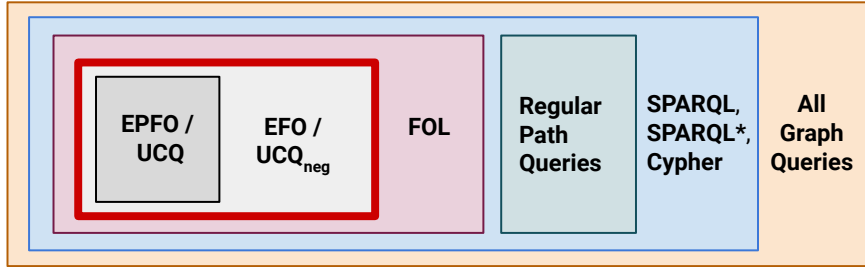 EPFO /
UCQ
EFO /
UCQneg
FOL
Regular
Path
Queries
SPARQL,
SPARQL*,
Cypher
All
Graph
Queries